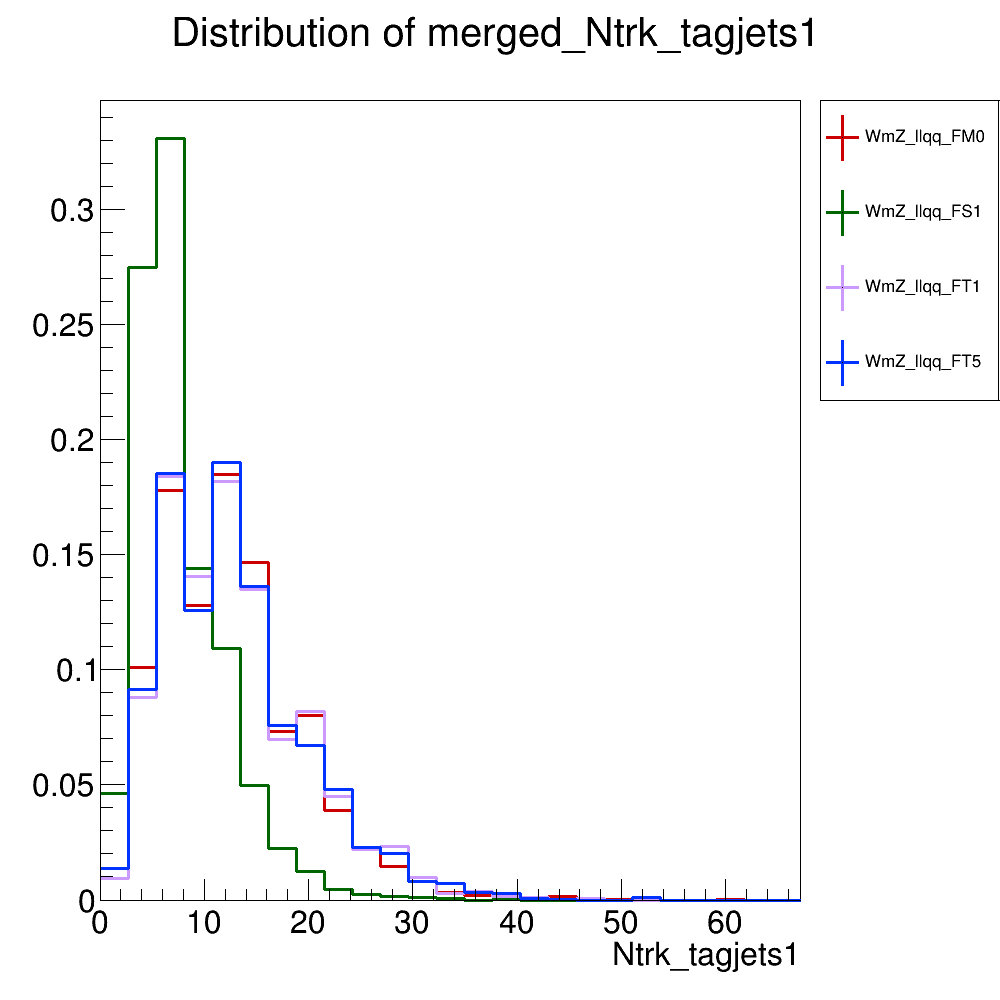 Distribution of merged_Ntrk_tagjets1
WmZ_llqq_FM0
WmZ_llqq_FS1
WmZ_llqq_FT1
WmZ_llqq_FT5
0.3
0.25
0.2
0.15
0.1
0.05
0
0 10 20 30 40 50 60
Ntrk_tagjets1